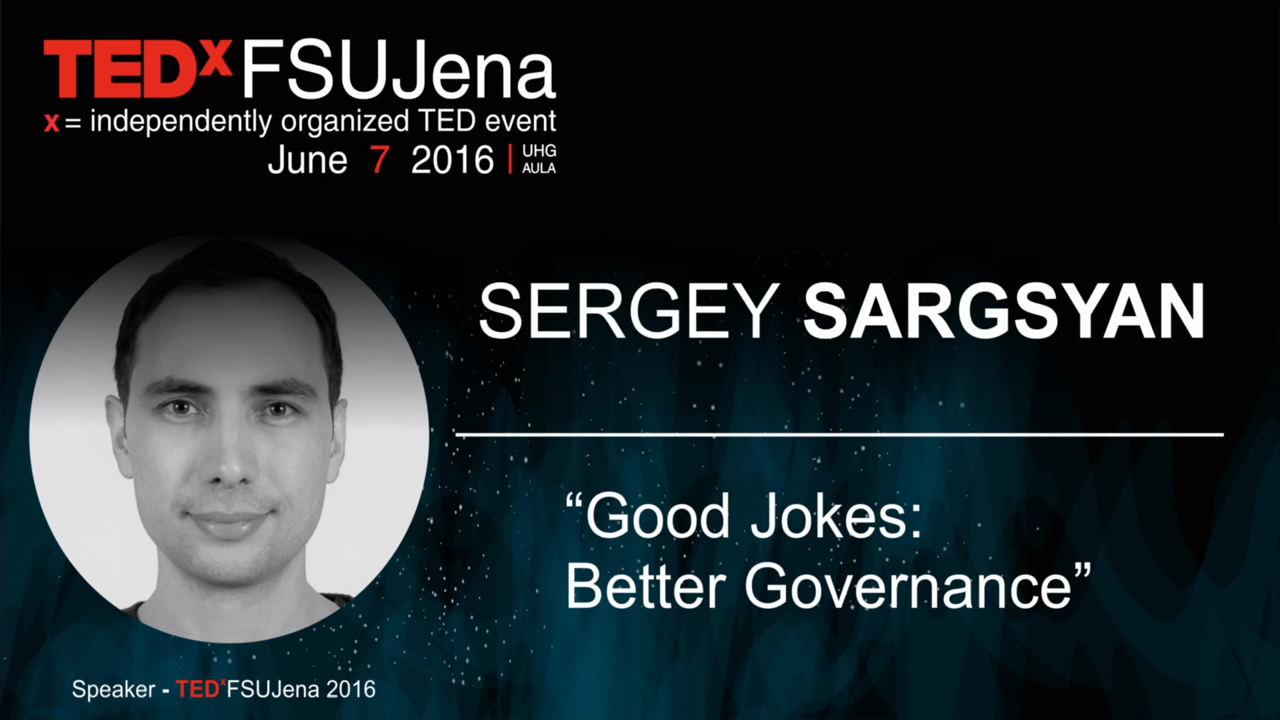 TEDxFSUJena
x = independently organized TED event
June 7 2016 | UHG AULA
SERGEY SARGSYAN
“Good Jokes:
Better Governance”
Speaker - TEDxFSUJena 2016